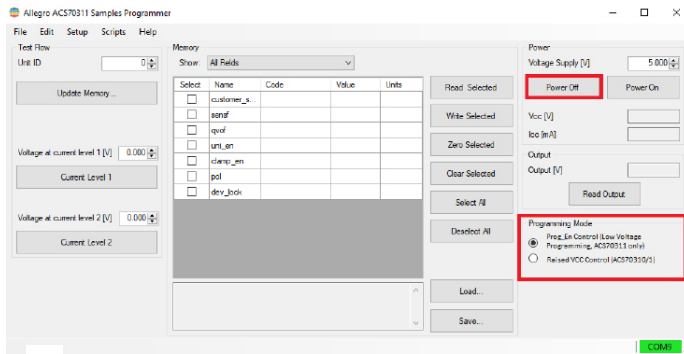 Allegro ACS70311 Samples Programmer
File Edit Setup Scripts Help
Test Flow
Unit ID 0
Update Memory...
Voltage at current level 1 [V] 0.000
Current Level 1
Voltage at current level 2 [V] 0.000
Current Level 2
Memory
Show: All Fields
Select Name Code Value Units
customer_s...
sensf
qvof
uni_en
clamp_en
pol
dev_lock
Read Selected
Write Selected
Zero Selected
Clear Selected
Select All
Deselect All
Load...
Save...
Power
Voltage Supply [V] 5.000
Power Off Power On
Vcc [V]
Icc [mA]
Output
Output [V]
Read Output
Programming Mode
Prog_En Control (Low Voltage
Programming, ACS70311 only)
Raised VCC Control (ACS70310/1)
COM9